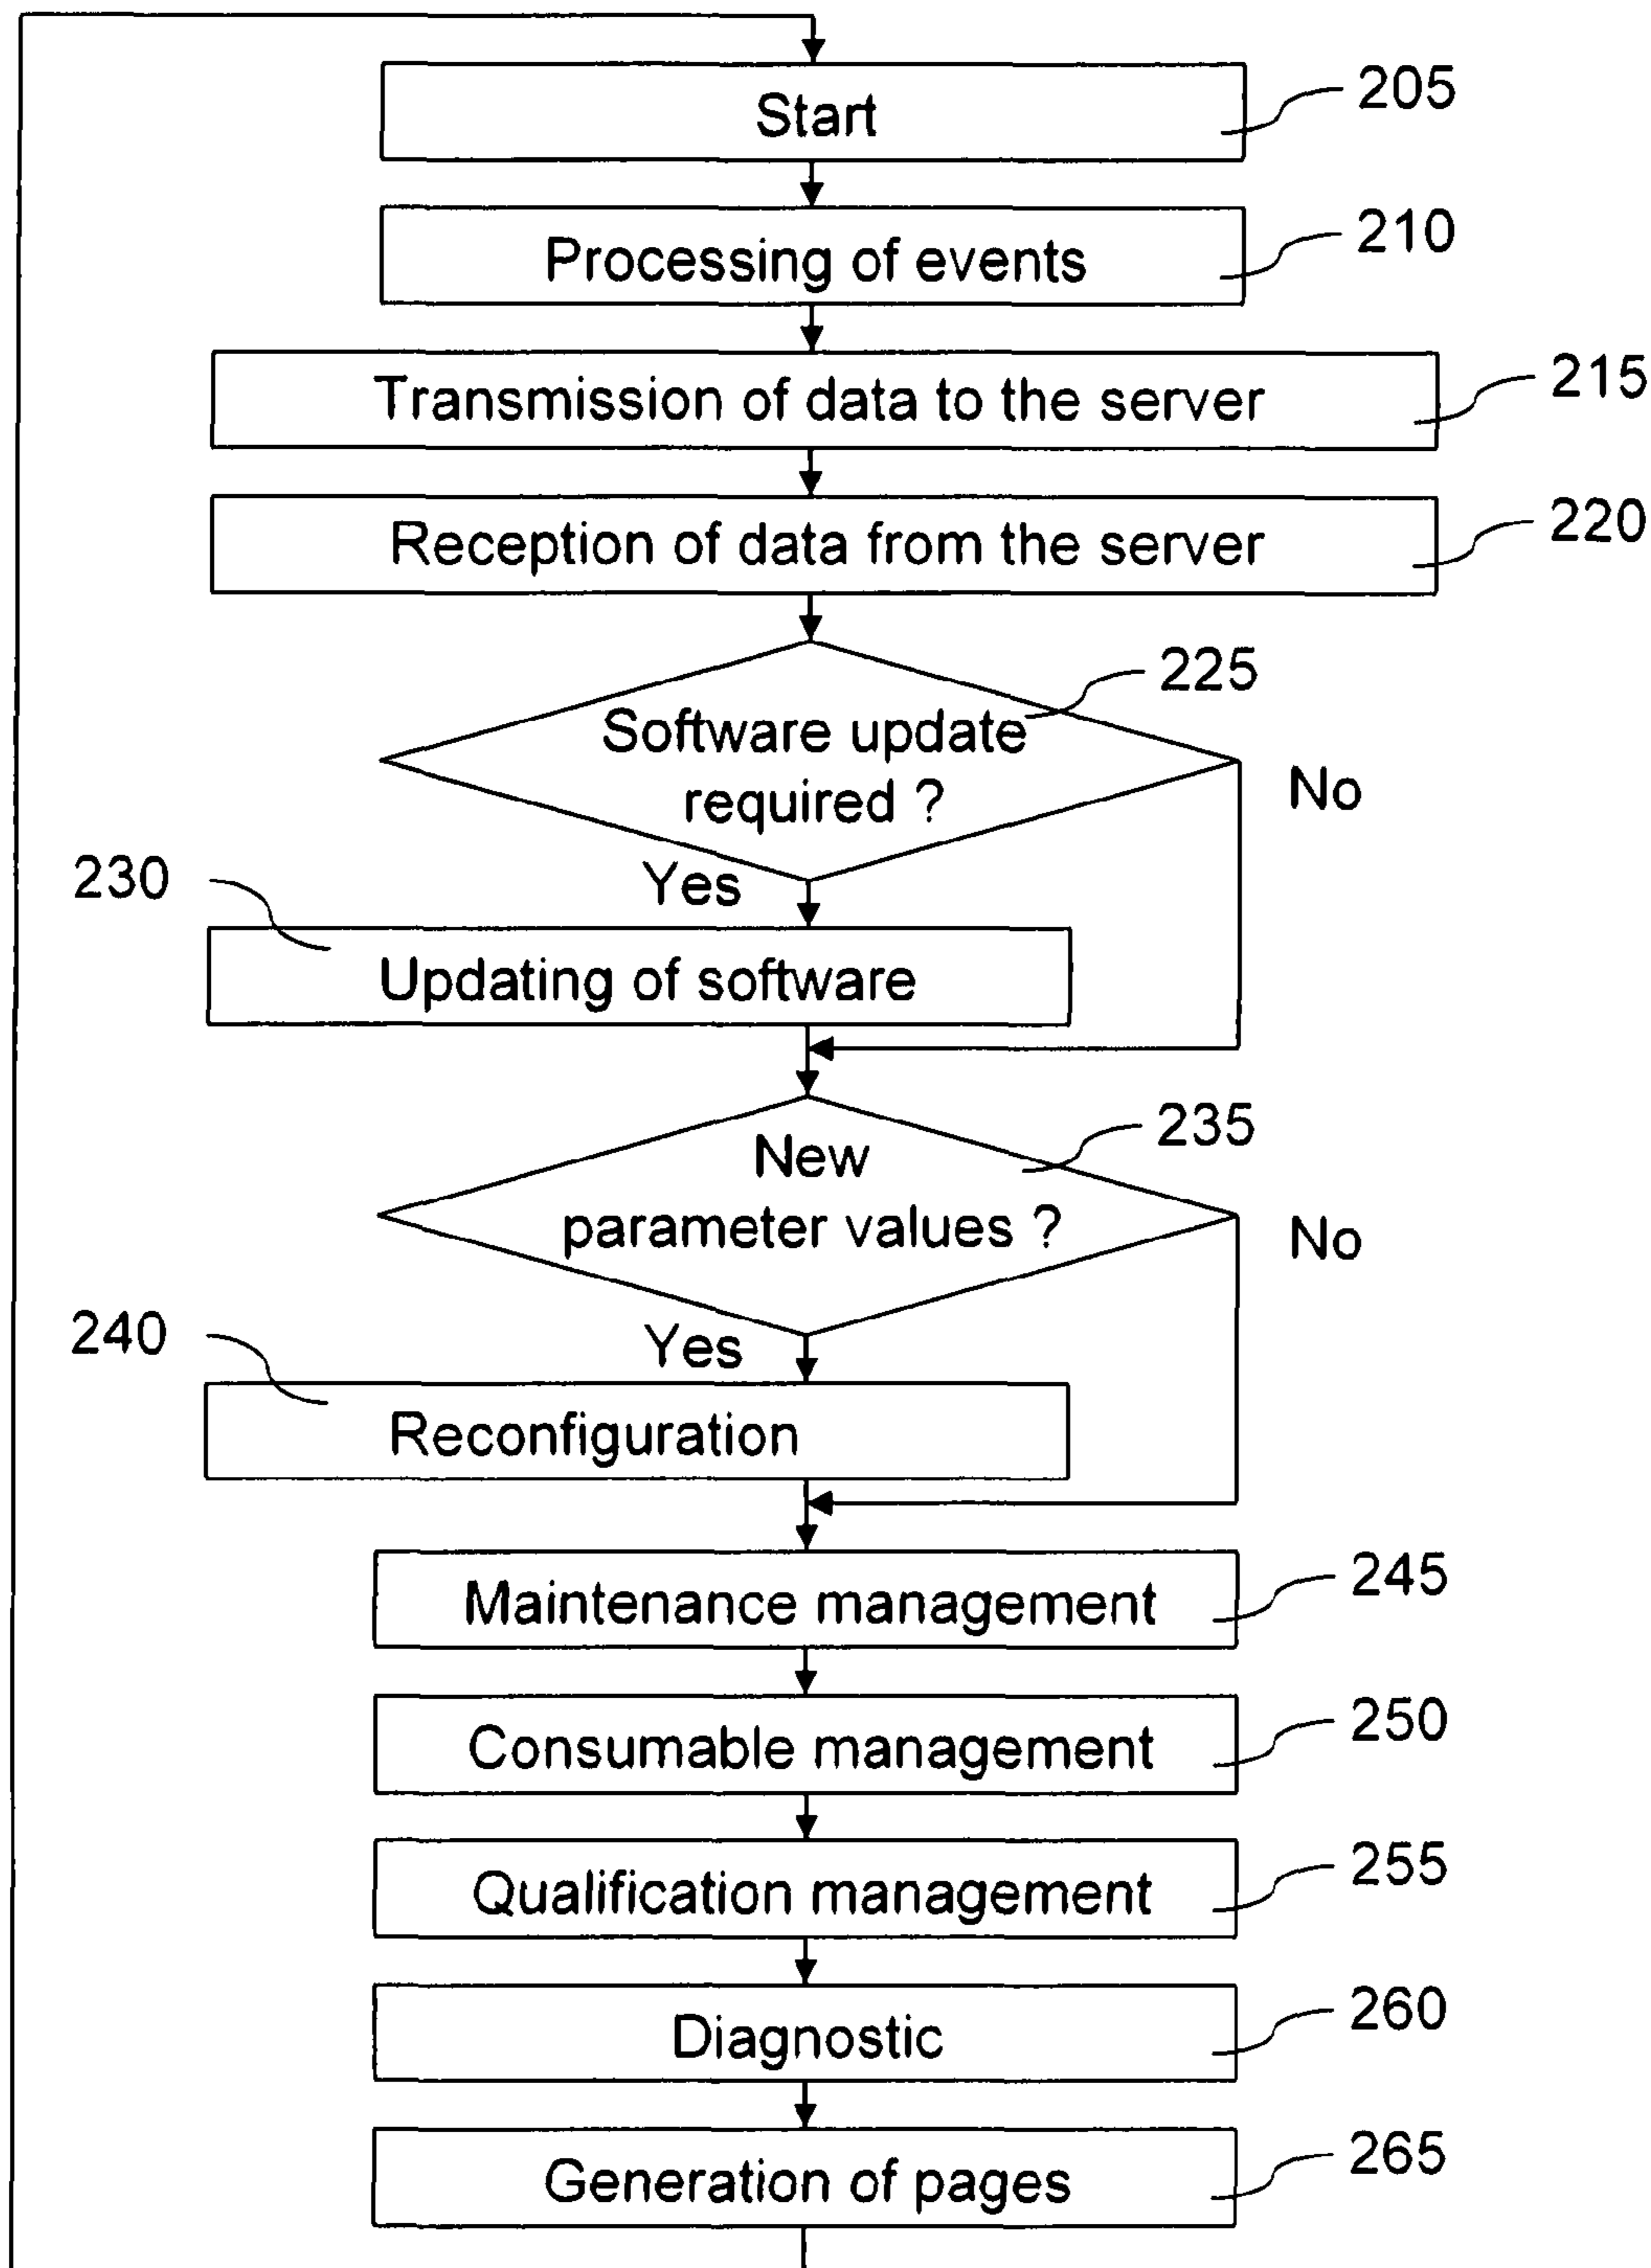 Start
205
Processing of events
210
Transmission of data to the server
215
Reception of data from the server
220
225
Software update
required ?
No
Yes
230
Updating of software
235
New
parameter values ?
No
Yes
240
Reconfiguration
Maintenance management
245
Consumable management
250
Qualification management
255
Diagnostic
260
Generation of pages
265